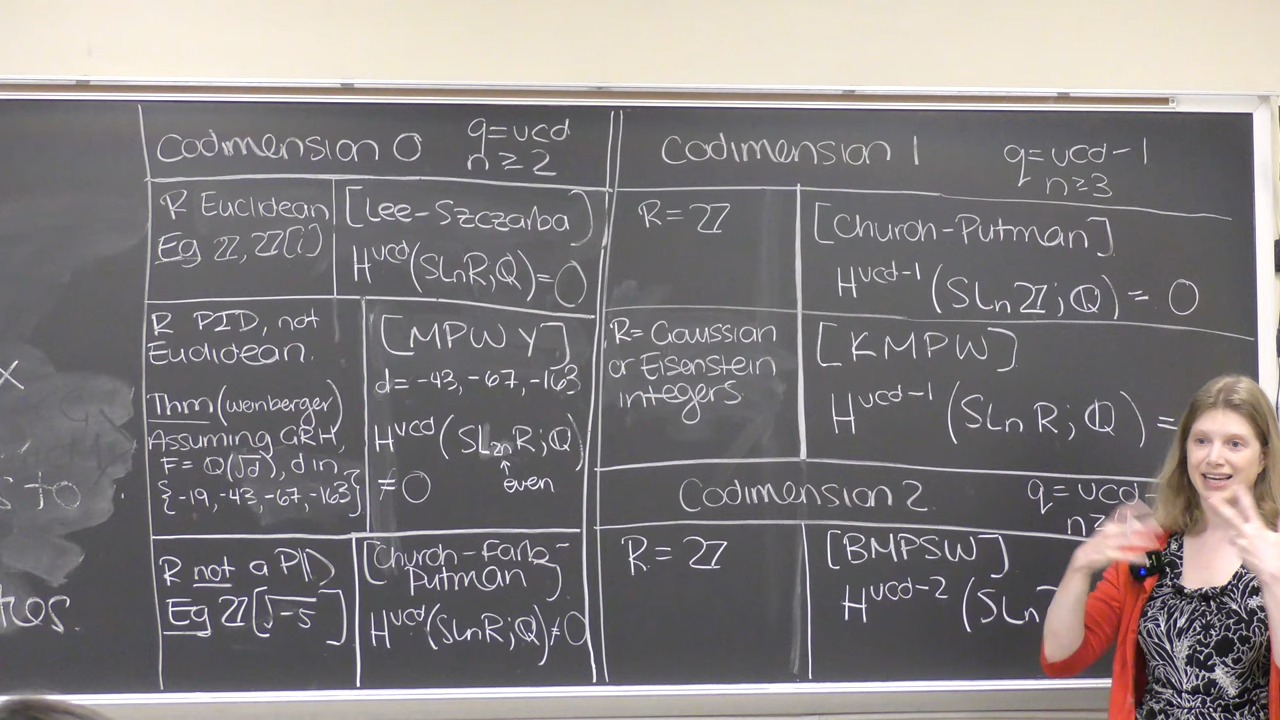 x
s to
tes.
Codimension 0
q=vcd
n ≥ 2
R Euclidean
Eg ℤ, ℤ[i]
[Lee-Szczarba]
H^vcd(SLnR;ℚ)=0
R PID, not
Euclidean.
Thm (Weinberger)
Assuming GRH,
F= ℚ(√d), d in
{-19, -43, -67, -163}
[MPWY]
d=-43,-67,-163
H^vcd(SL_2nR;ℚ)
↑
even
≠0
R not a PID
Eg ℤ[√-5]
[Church-Farb-
Putman]
H^vcd(SLnR;ℚ)≠0
Codimension 1
q=vcd-1
n≥3
R=ℤ
[Church-Putman]
H^vcd-1(SLnℤ;ℚ)=0
R=Gaussian
or Eisenstein
integers
[KMPW]
H^vcd-1(SLnR;ℚ)=
Codimension 2
q=vcd-
n≥
R=ℤ
[BMPSW]
H^vcd-2(SLn